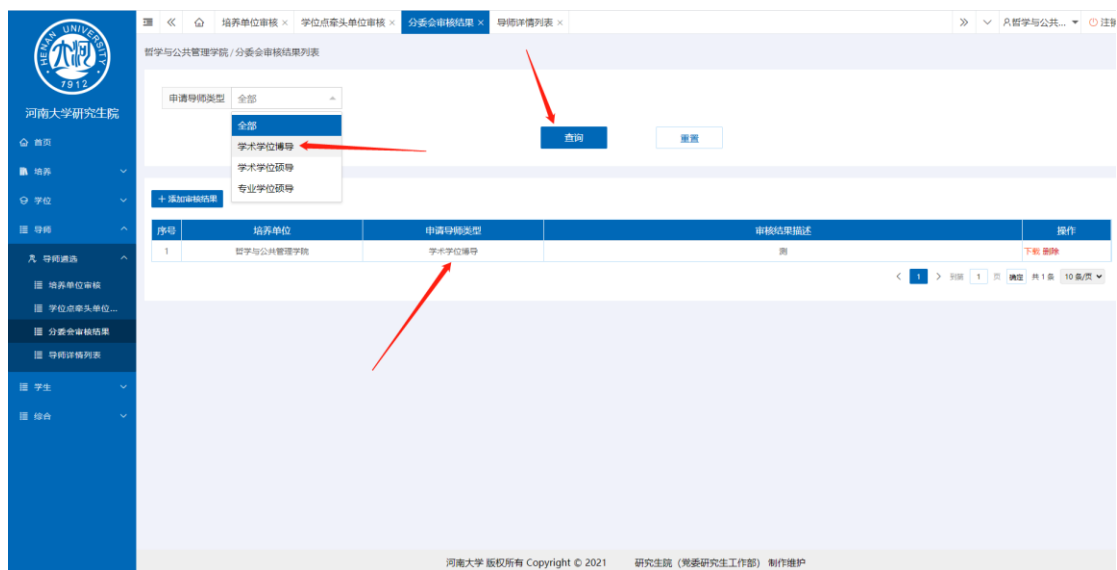 HENAN UNIVERSITY
1912
河南大学研究生院
首页
培养
学位
导师
导师遴选
培养单位审核
学位点牵头单位...
分委会审核结果
导师详情列表
学生
综合
培养单位审核 × 学位点牵头单位审核 × 分委会审核结果 × 导师详情列表 × 哲学与公共... 注销
哲学与公共管理学院/分委会审核结果列表
申请导师类型 全部
全部
学术学位博导
学术学位硕导
专业学位硕导
查询 重置
+ 添加审核结果
序号 培养单位 申请导师类型 审核结果描述 操作
1 哲学与公共管理学院 学术学位博导 测 下载 删除
< 1 > 到第 1 页 确定 共 1 条 10 条/页
河南大学 版权所有 Copyright © 2021 研究生院（党委研究生工作部） 制作维护